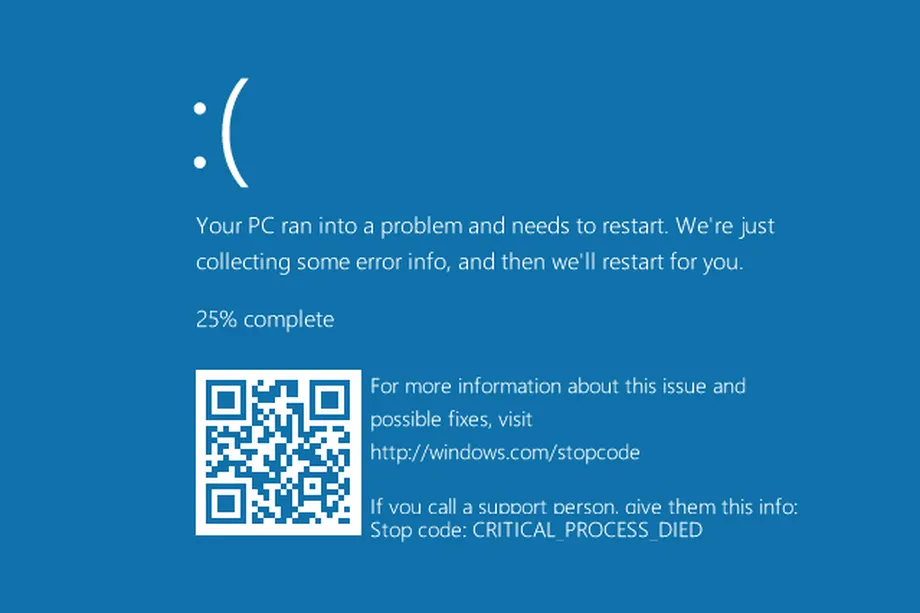 :(
Your PC ran into a problem and needs to restart. We're just
collecting some error info, and then we'll restart for you.
25% complete
For more information about this issue and
possible fixes, visit
http://windows.com/stopcode
If you call a support person, give them this info:
Stop code: CRITICAL_PROCESS_DIED